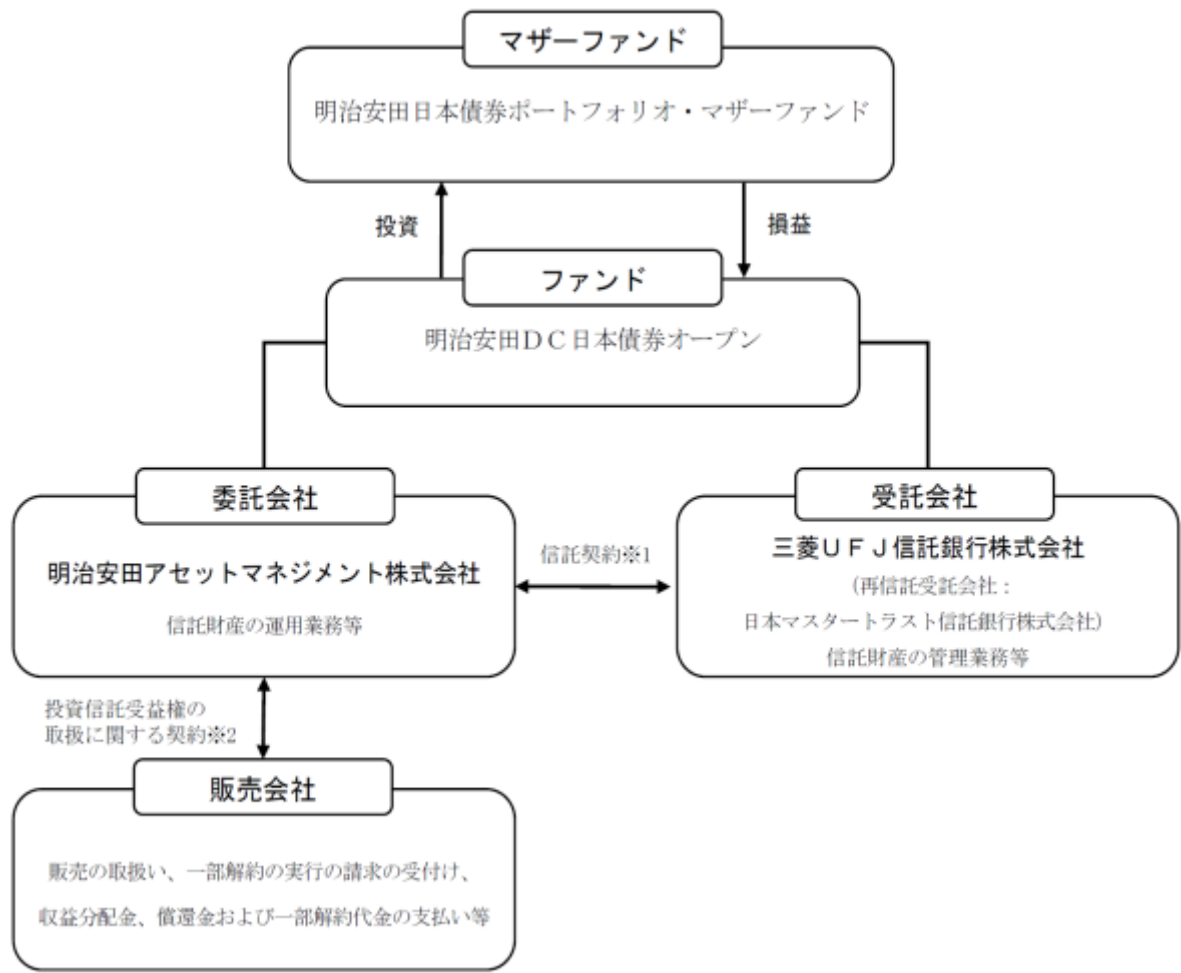 マザーファンド
明治安田日本債券ポートフォリオ・マザーファンド
投資
損益
ファンド
明治安田DC日本債券オープン
委託会社
明治安田アセットマネジメント株式会社
信託財産の運用業務等
信託契約※1
受託会社
三菱UFJ信託銀行株式会社
(再信託受託会社:
日本マスタートラスト信託銀行株式会社)
信託財産の管理業務等
投資信託受益権の
取扱に関する契約※2
販売会社
販売の取扱い、一部解約の実行の請求の受付け、
収益分配金、償還金および一部解約代金の支払い等